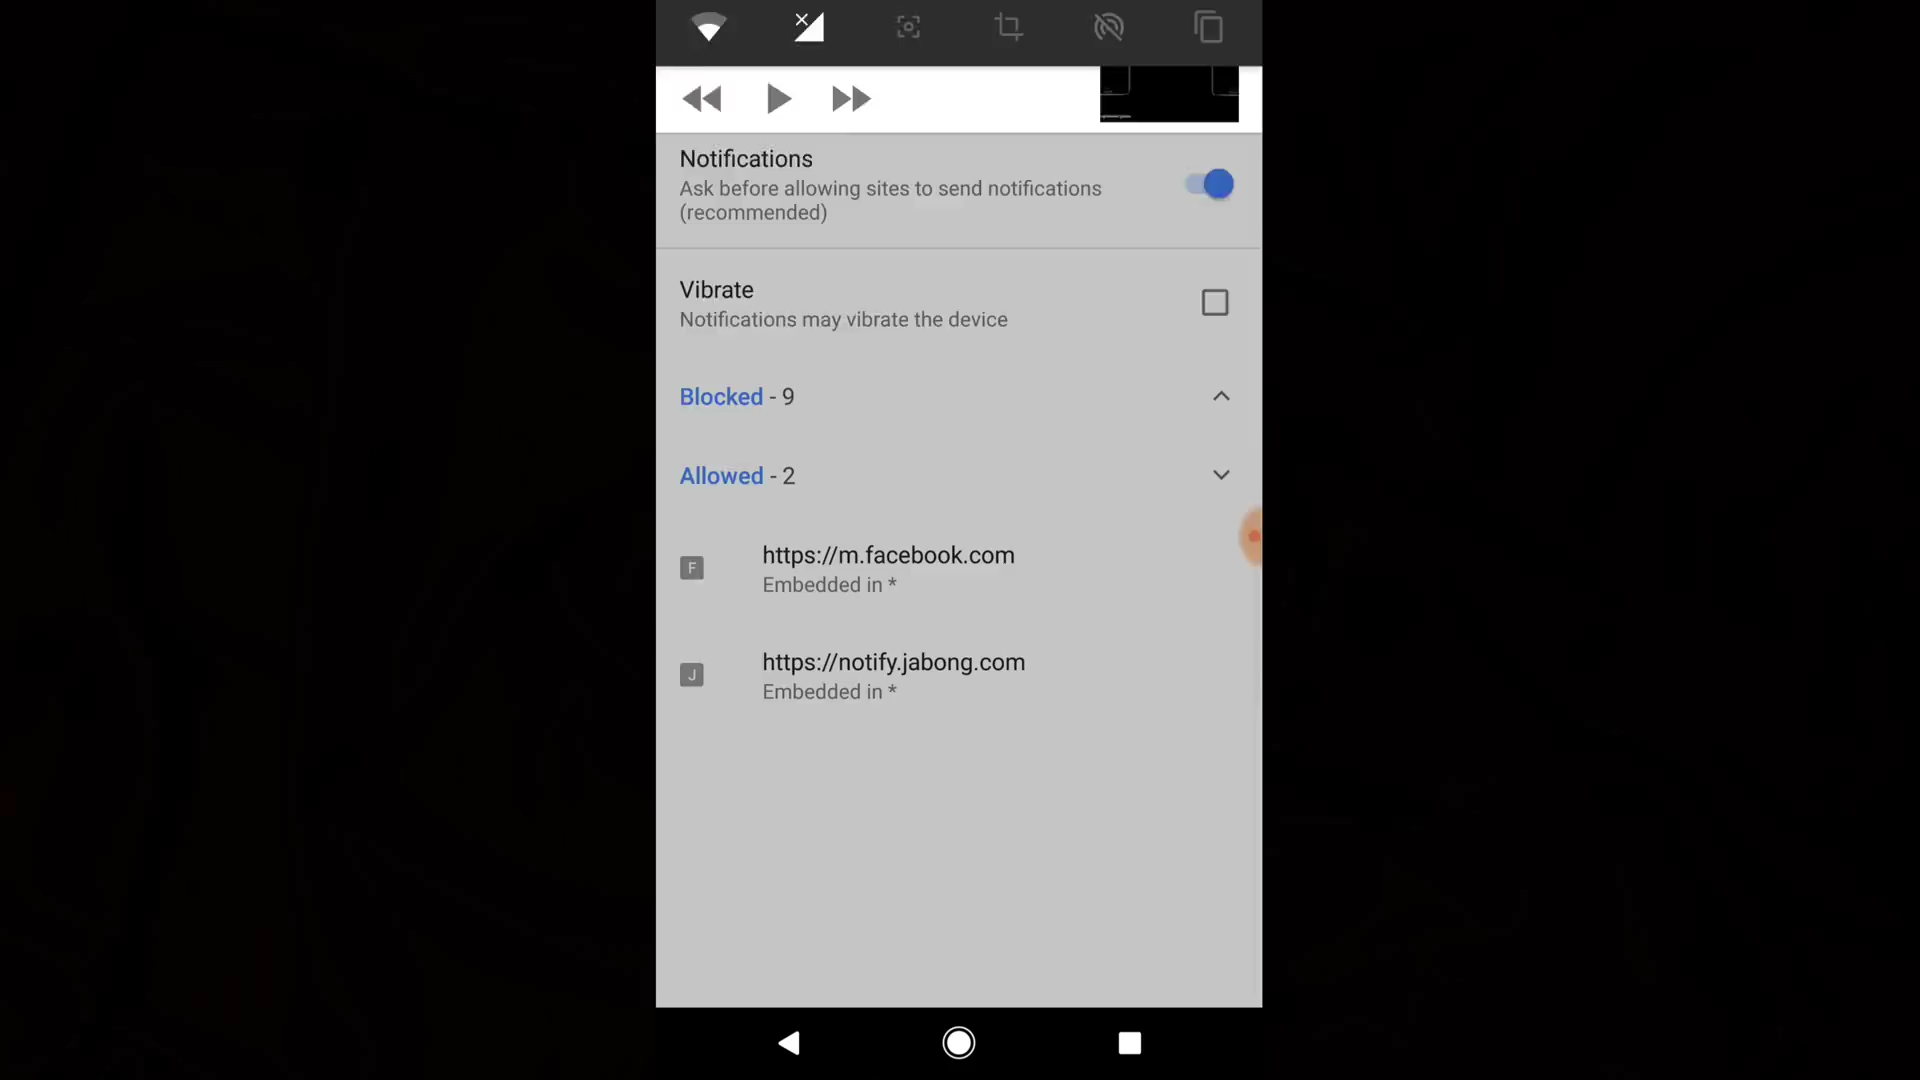 Notifications
Ask before allowing sites to send notifications
(recommended)
Vibrate
Notifications may vibrate the device
Blocked - 9
Allowed - 2
F
https://m.facebook.com
Embedded in *
J
https://notify.jabong.com
Embedded in *